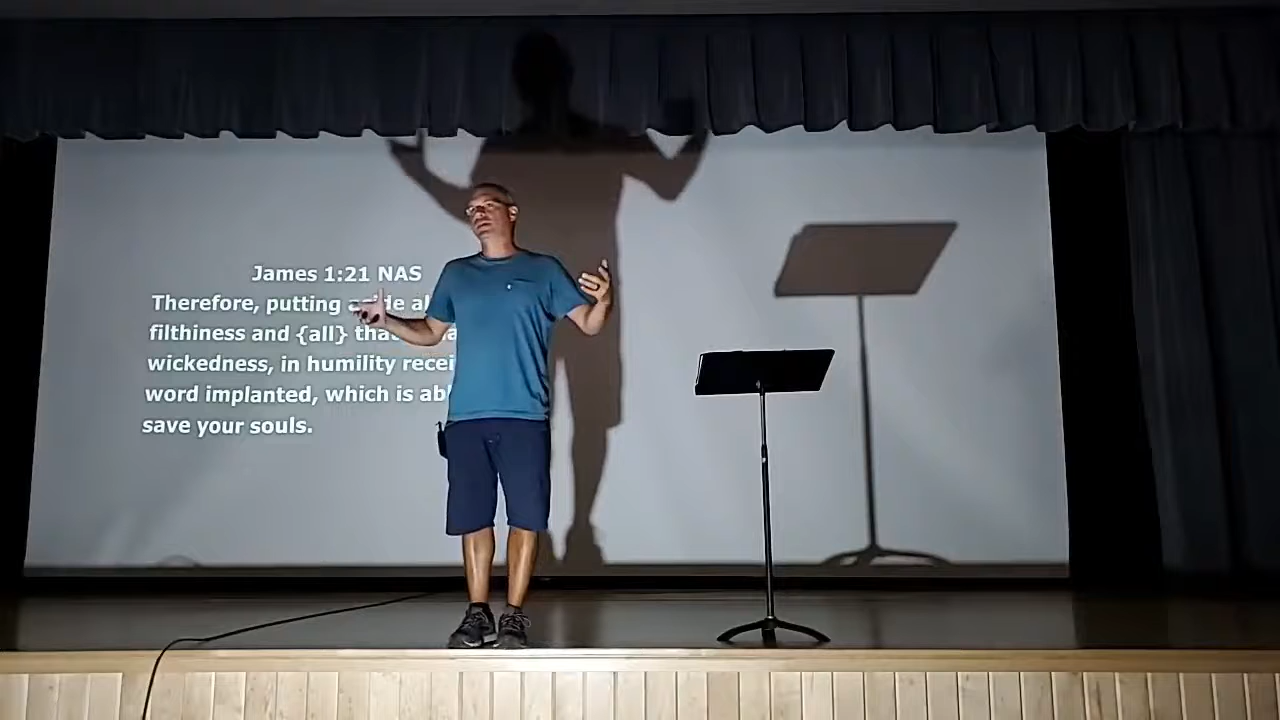 James 1:21 NAS
Therefore, putting
filthiness and {all}
wickedness, in humility
word implanted, which is
save your souls.